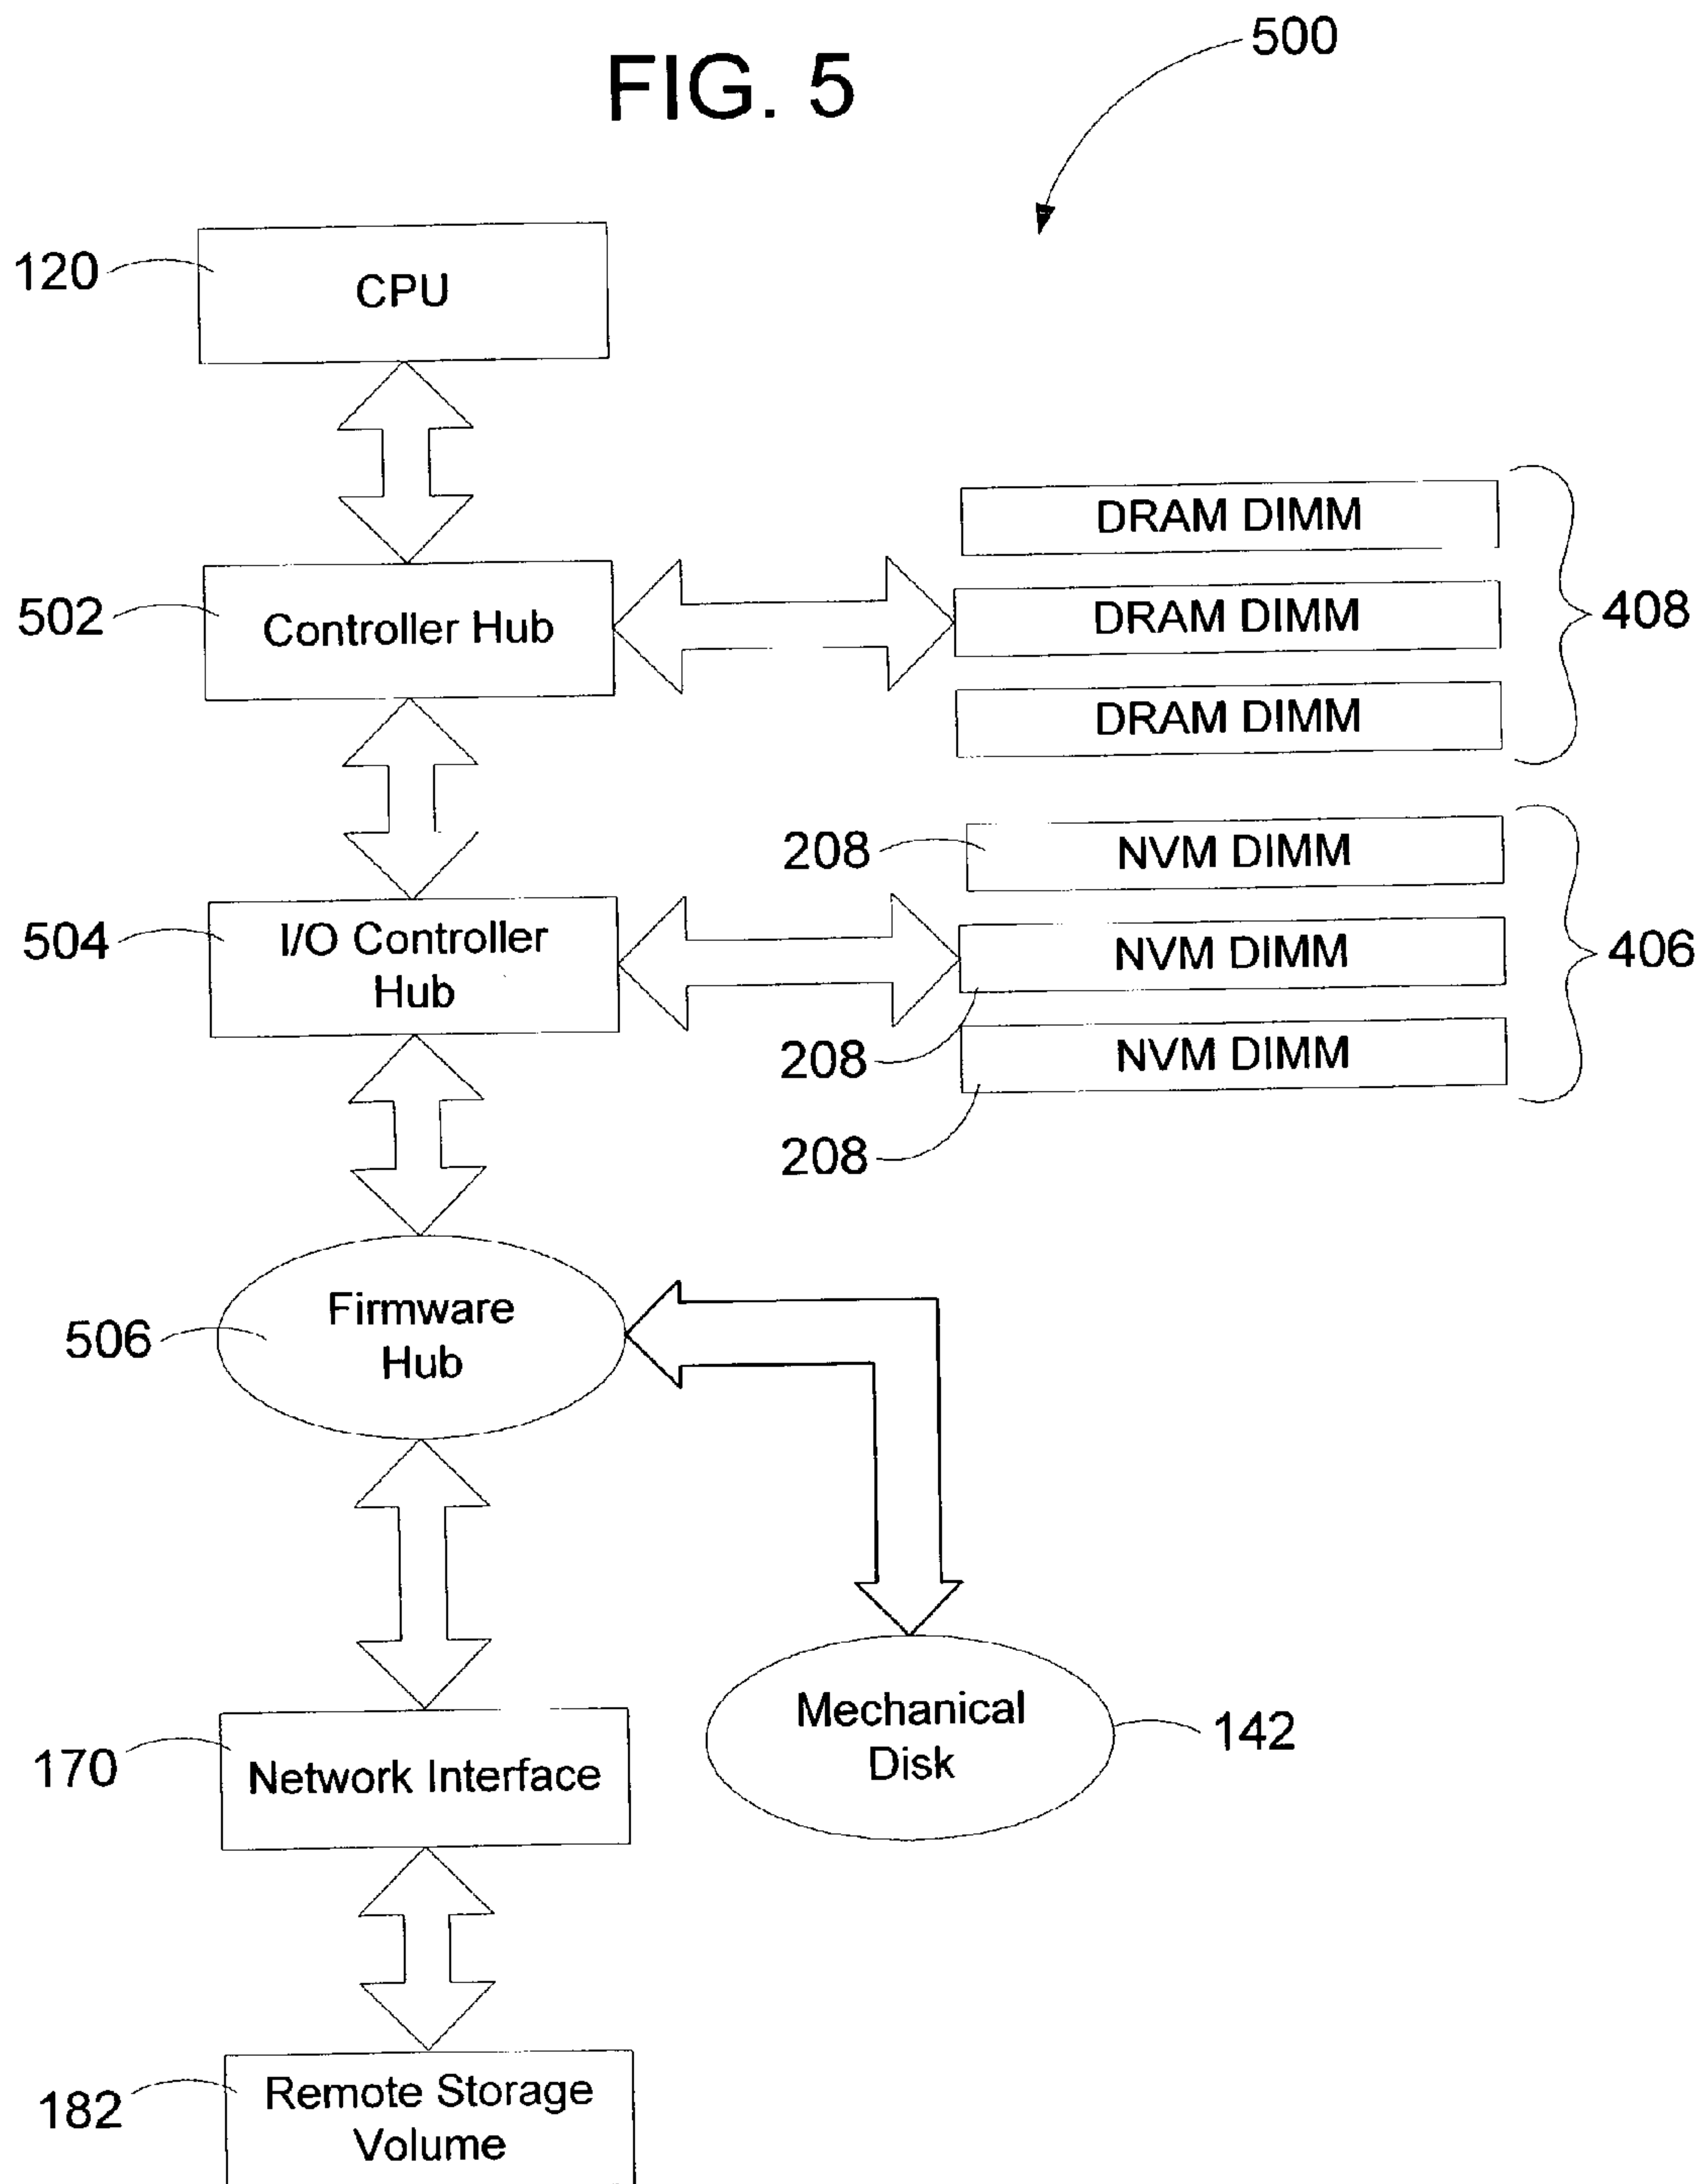 FIG. 5
500
120
CPU
502
Controller Hub
DRAM DIMM
DRAM DIMM
DRAM DIMM
408
504
I/O Controller
Hub
208
NVM DIMM
NVM DIMM
208
NVM DIMM
208
406
506
Firmware
Hub
170
Network Interface
Mechanical
Disk
142
182
Remote Storage
Volume